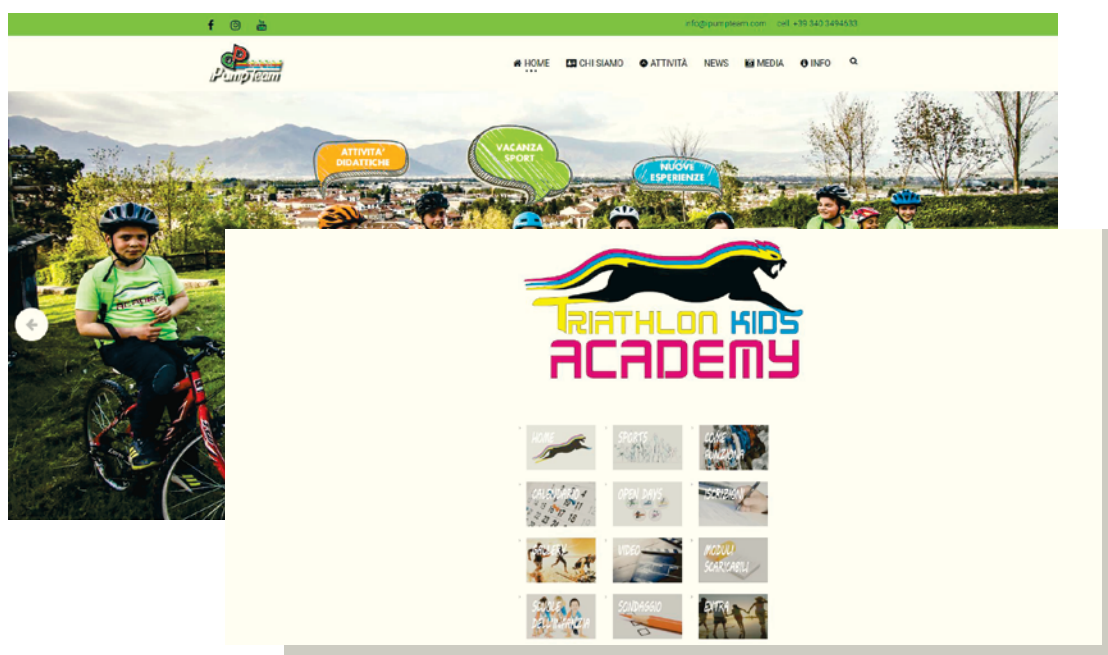 info@ipumpteam.com cell. +39 340 3494633
PumpTeam
HOME CHI SIAMO ATTIVITÀ NEWS MEDIA INFO
ATTIVITA'
DIDATTICHE
VACANZA
SPORT
NUOVE
ESPERIENZE
TRIATHLON KIDS
ACADEMY
HOME
SPORTS
COME
FUNZIONA
CALENDARIO
OPEN DAYS
ISCRIZIONI
GALLERY
VIDEO
MODULI
SCARICABILI
SCUOLE
DELL'INFANZIA
SONDAGGIO
EXTRA